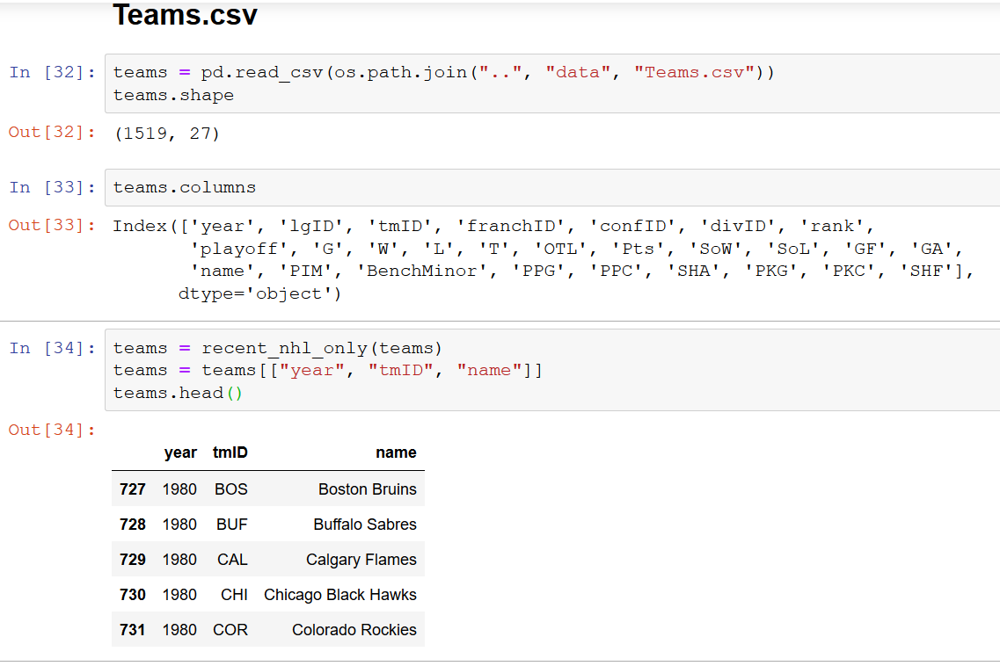 Teams.csv
In [32]: teams = pd.read_csv(os.path.join("..", "data", "Teams.csv"))
teams.shape
Out[32]: (1519, 27)
In [33]: teams.columns
Out[33]: Index(['year', 'lgID', 'tmID', 'franchID', 'confID', 'divID', 'rank',
'playoff', 'G', 'W', 'L', 'T', 'OTL', 'Pts', 'SoW', 'SoL', 'GF', 'GA',
'name', 'PIM', 'BenchMinor', 'PPG', 'PPC', 'SHA', 'PKG', 'PKC', 'SHF'],
dtype='object')
In [34]: teams = recent_nhl_only(teams)
teams = teams[["year", "tmID", "name"]]
teams.head()
Out[34]:
year tmID name
727 1980 BOS Boston Bruins
728 1980 BUF Buffalo Sabres
729 1980 CAL Calgary Flames
730 1980 CHI Chicago Black Hawks
731 1980 COR Colorado Rockies